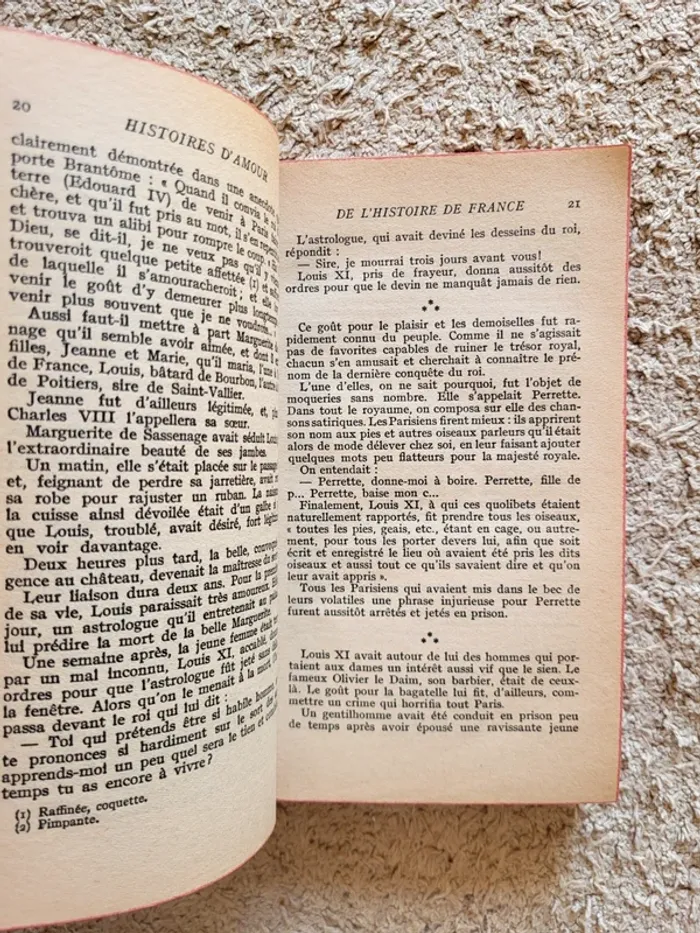 20
HISTOIRES D'AMOUR
clairement démontrée dans une
porte Brantôme : « Quand il convia le
terre (Edouard IV) de venir à Paris
chère, et qu'il fut pris au mot, il s'en
et trouva un alibi pour rompre le coup. «
Dieu, se dit-il, je ne veux pas qu'il y
trouveroit quelque petite affettée (1) et
de laquelle il s'amouracheroit ; et elle
venir le goût d'y demeurer plus
venir plus souvent que je ne voudrois.
Aussi faut-il mettre à part Marguerite
nage qu'il semble avoir aimée, et dont il
filles, Jeanne et Marie, qu'il maria, l'une
de France, Louis, bâtard de Bourbon, l'autre
de Poitiers, sire de Saint-Vallier.
Jeanne fut d'ailleurs légitimée, et,
Charles VIII l'appellera sa sœur.
Marguerite de Sassenage avait séduit Louis
l'extraordinaire beauté de ses jambes.
Un matin, elle s'était placée sur le passage
et, feignant de perdre sa jarretière, avait
sa robe pour rajuster un ruban. La
la cuisse ainsi dévoilée était d'un galbe
que Louis, troublé, avait désiré, fort
en voir davantage.
Deux heures plus tard, la belle,
gence au château, devenait la maîtresse du
Leur liaison dura deux ans. Pour la
de sa vie, Louis paraissait très amoureux.
jour, un astrologue qu'il entretenait au
lui prédire la mort de la belle Marguerite.
Une semaine après, la jeune femme était
par un mal inconnu. Louis XI, accablé,
ordres pour que l'astrologue fût jeté
la fenêtre. Alors qu'on le menait à la mort,
passa devant le roi qui lui dit :
— Toi qui prétends être si habile homme
te prononces si hardiment sur le sort des
apprends-moi un peu quel sera le tien et
temps tu as encore à vivre ?
(1) Raffinée, coquette.
(2) Pimpante.
DE L'HISTOIRE DE FRANCE 21
L'astrologue, qui avait deviné les desseins du roi,
répondit :
— Sire, je mourrai trois jours avant vous!
Louis XI, pris de frayeur, donna aussitôt des
ordres pour que le devin ne manquât jamais de rien.
Ce goût pour le plaisir et les demoiselles fut ra-
pidement connu du peuple. Comme il ne s'agissait
pas de favorites capables de ruiner le trésor royal,
chacun s'en amusait et cherchait à connaître le pré-
nom de la dernière conquête du roi.
L'une d'elles, on ne sait pourquoi, fut l'objet de
moqueries sans nombre. Elle s'appelait Perrette.
Dans tout le royaume, on composa sur elle des chan-
sons satiriques. Les Parisiens firent mieux : ils apprirent
son nom aux pies et autres oiseaux parleurs qu'il était
alors de mode délever chez soi, en leur faisant ajouter
quelques mots peu flatteurs pour la majesté royale.
On entendait :
— Perrette, donne-moi à boire. Perrette, fille de
p... Perrette, baise mon c...
Finalement, Louis XI, à qui ces quolibets étaient
naturellement rapportés, fit prendre tous les oiseaux,
« toutes les pies, geais, etc., étant en cage, ou autre-
ment, pour tous les porter devers lui, afin que soit
écrit et enregistré le lieu où avaient été pris les dits
oiseaux et aussi tout ce qu'ils savaient dire et qu'on
leur avait appris ».
Tous les Parisiens qui avaient mis dans le bec de
leurs volatiles une phrase injurieuse pour Perrette
furent aussitôt arrêtés et jetés en prison.
Louis XI avait autour de lui des hommes qui por-
taient aux dames un intérêt aussi vif que le sien. Le
fameux Olivier le Daim, son barbier, était de ceux-
là. Le goût pour la bagatelle lui fit, d'ailleurs, com-
mettre un crime qui horrifia tout Paris.
Un gentilhomme avait été conduit en prison peu
de temps après avoir épousé une ravissante jeune